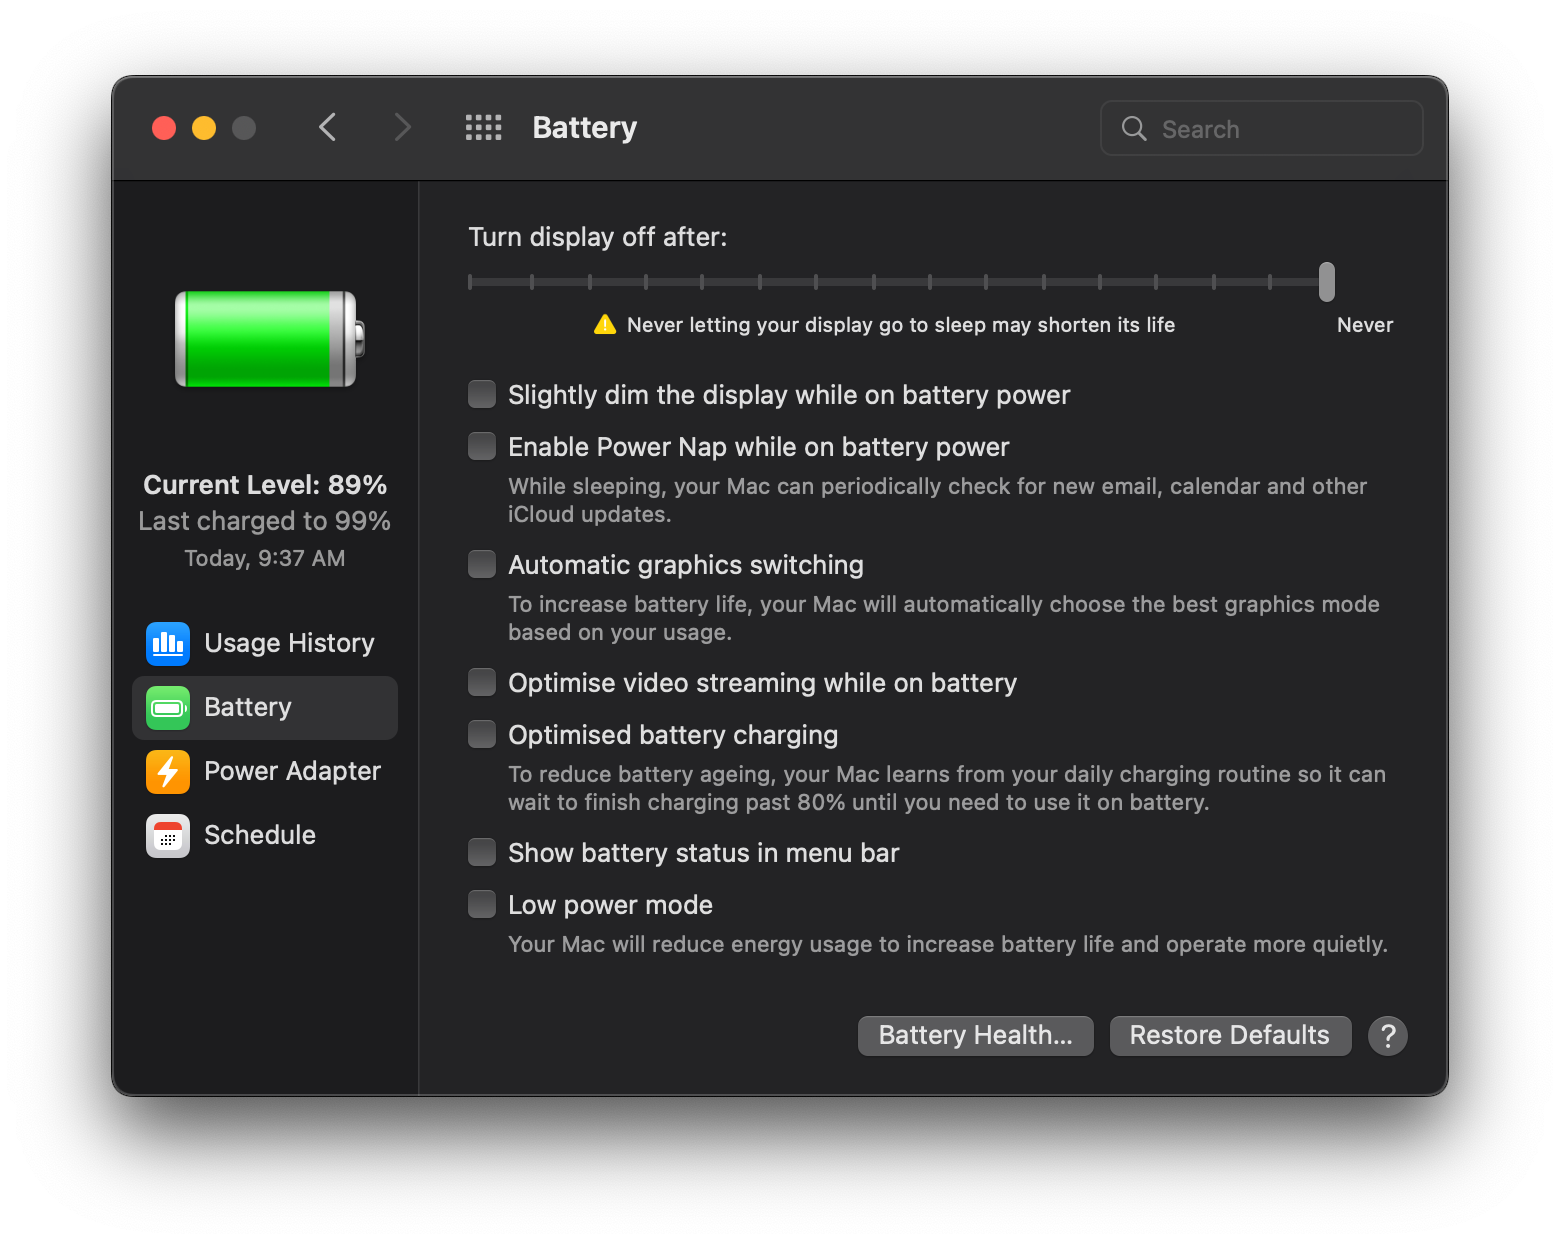 Battery
Search
Turn display off after:
Never letting your display go to sleep may shorten its life
Never
Current Level: 89%
Last charged to 99%
Today, 9:37 AM
Usage History
Battery
Power Adapter
Schedule
Slightly dim the display while on battery power
Enable Power Nap while on battery power
While sleeping, your Mac can periodically check for new email, calendar and other
iCloud updates.
Automatic graphics switching
To increase battery life, your Mac will automatically choose the best graphics mode
based on your usage.
Optimise video streaming while on battery
Optimised battery charging
To reduce battery ageing, your Mac learns from your daily charging routine so it can
wait to finish charging past 80% until you need to use it on battery.
Show battery status in menu bar
Low power mode
Your Mac will reduce energy usage to increase battery life and operate more quietly.
Battery Health...
Restore Defaults
?